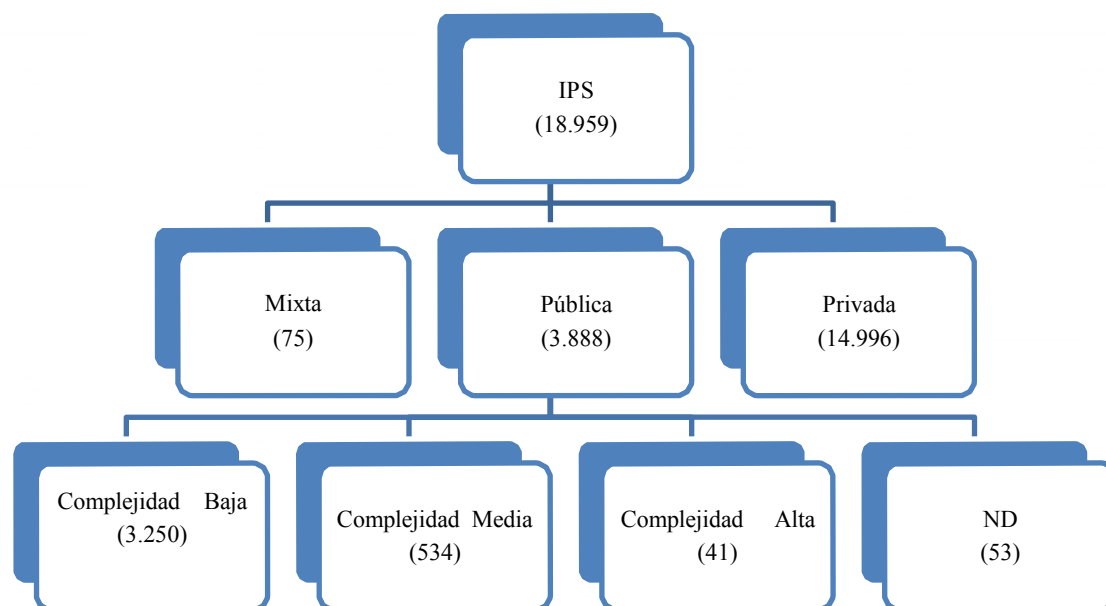 IPS
(18.959)
Mixta
(75)
Pública
(3.888)
Privada
(14.996)
Complejidad Baja
(3.250)
Complejidad Media
(534)
Complejidad Alta
(41)
ND
(53)